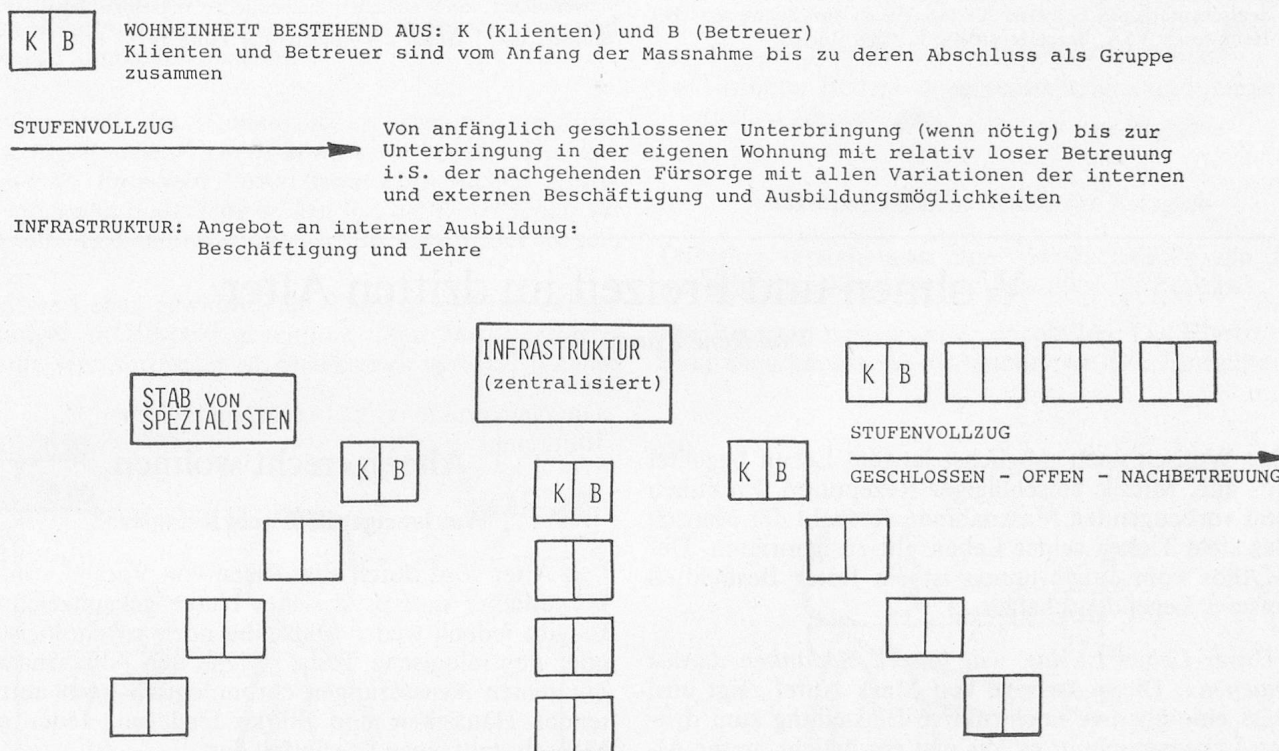 K B
WOHNEINHEIT BESTEHEND AUS: K (Klienten) und B (Betreuer)
Klienten und Betreuer sind vom Anfang der Massnahme bis zu deren Abschluss als Gruppe
zusammen
STUFENVOLLZUG
Von anfänglich geschlossener Unterbringung (wenn nötig) bis zur
Unterbringung in der eigenen Wohnung mit relativ loser Betreuung
i.S. der nachgehenden Fürsorge mit allen Variationen der internen
und externen Beschäftigung und Ausbildungsmöglichkeiten
INFRASTRUKTUR: Angebot an interner Ausbildung:
Beschäftigung und Lehre
INFRASTRUKTUR
(zentralisiert)
STAB VON
SPEZIALISTEN
K B
STUFENVOLLZUG
GESCHLOSSEN - OFFEN - NACHBETREUUNG
K B
K B
K B